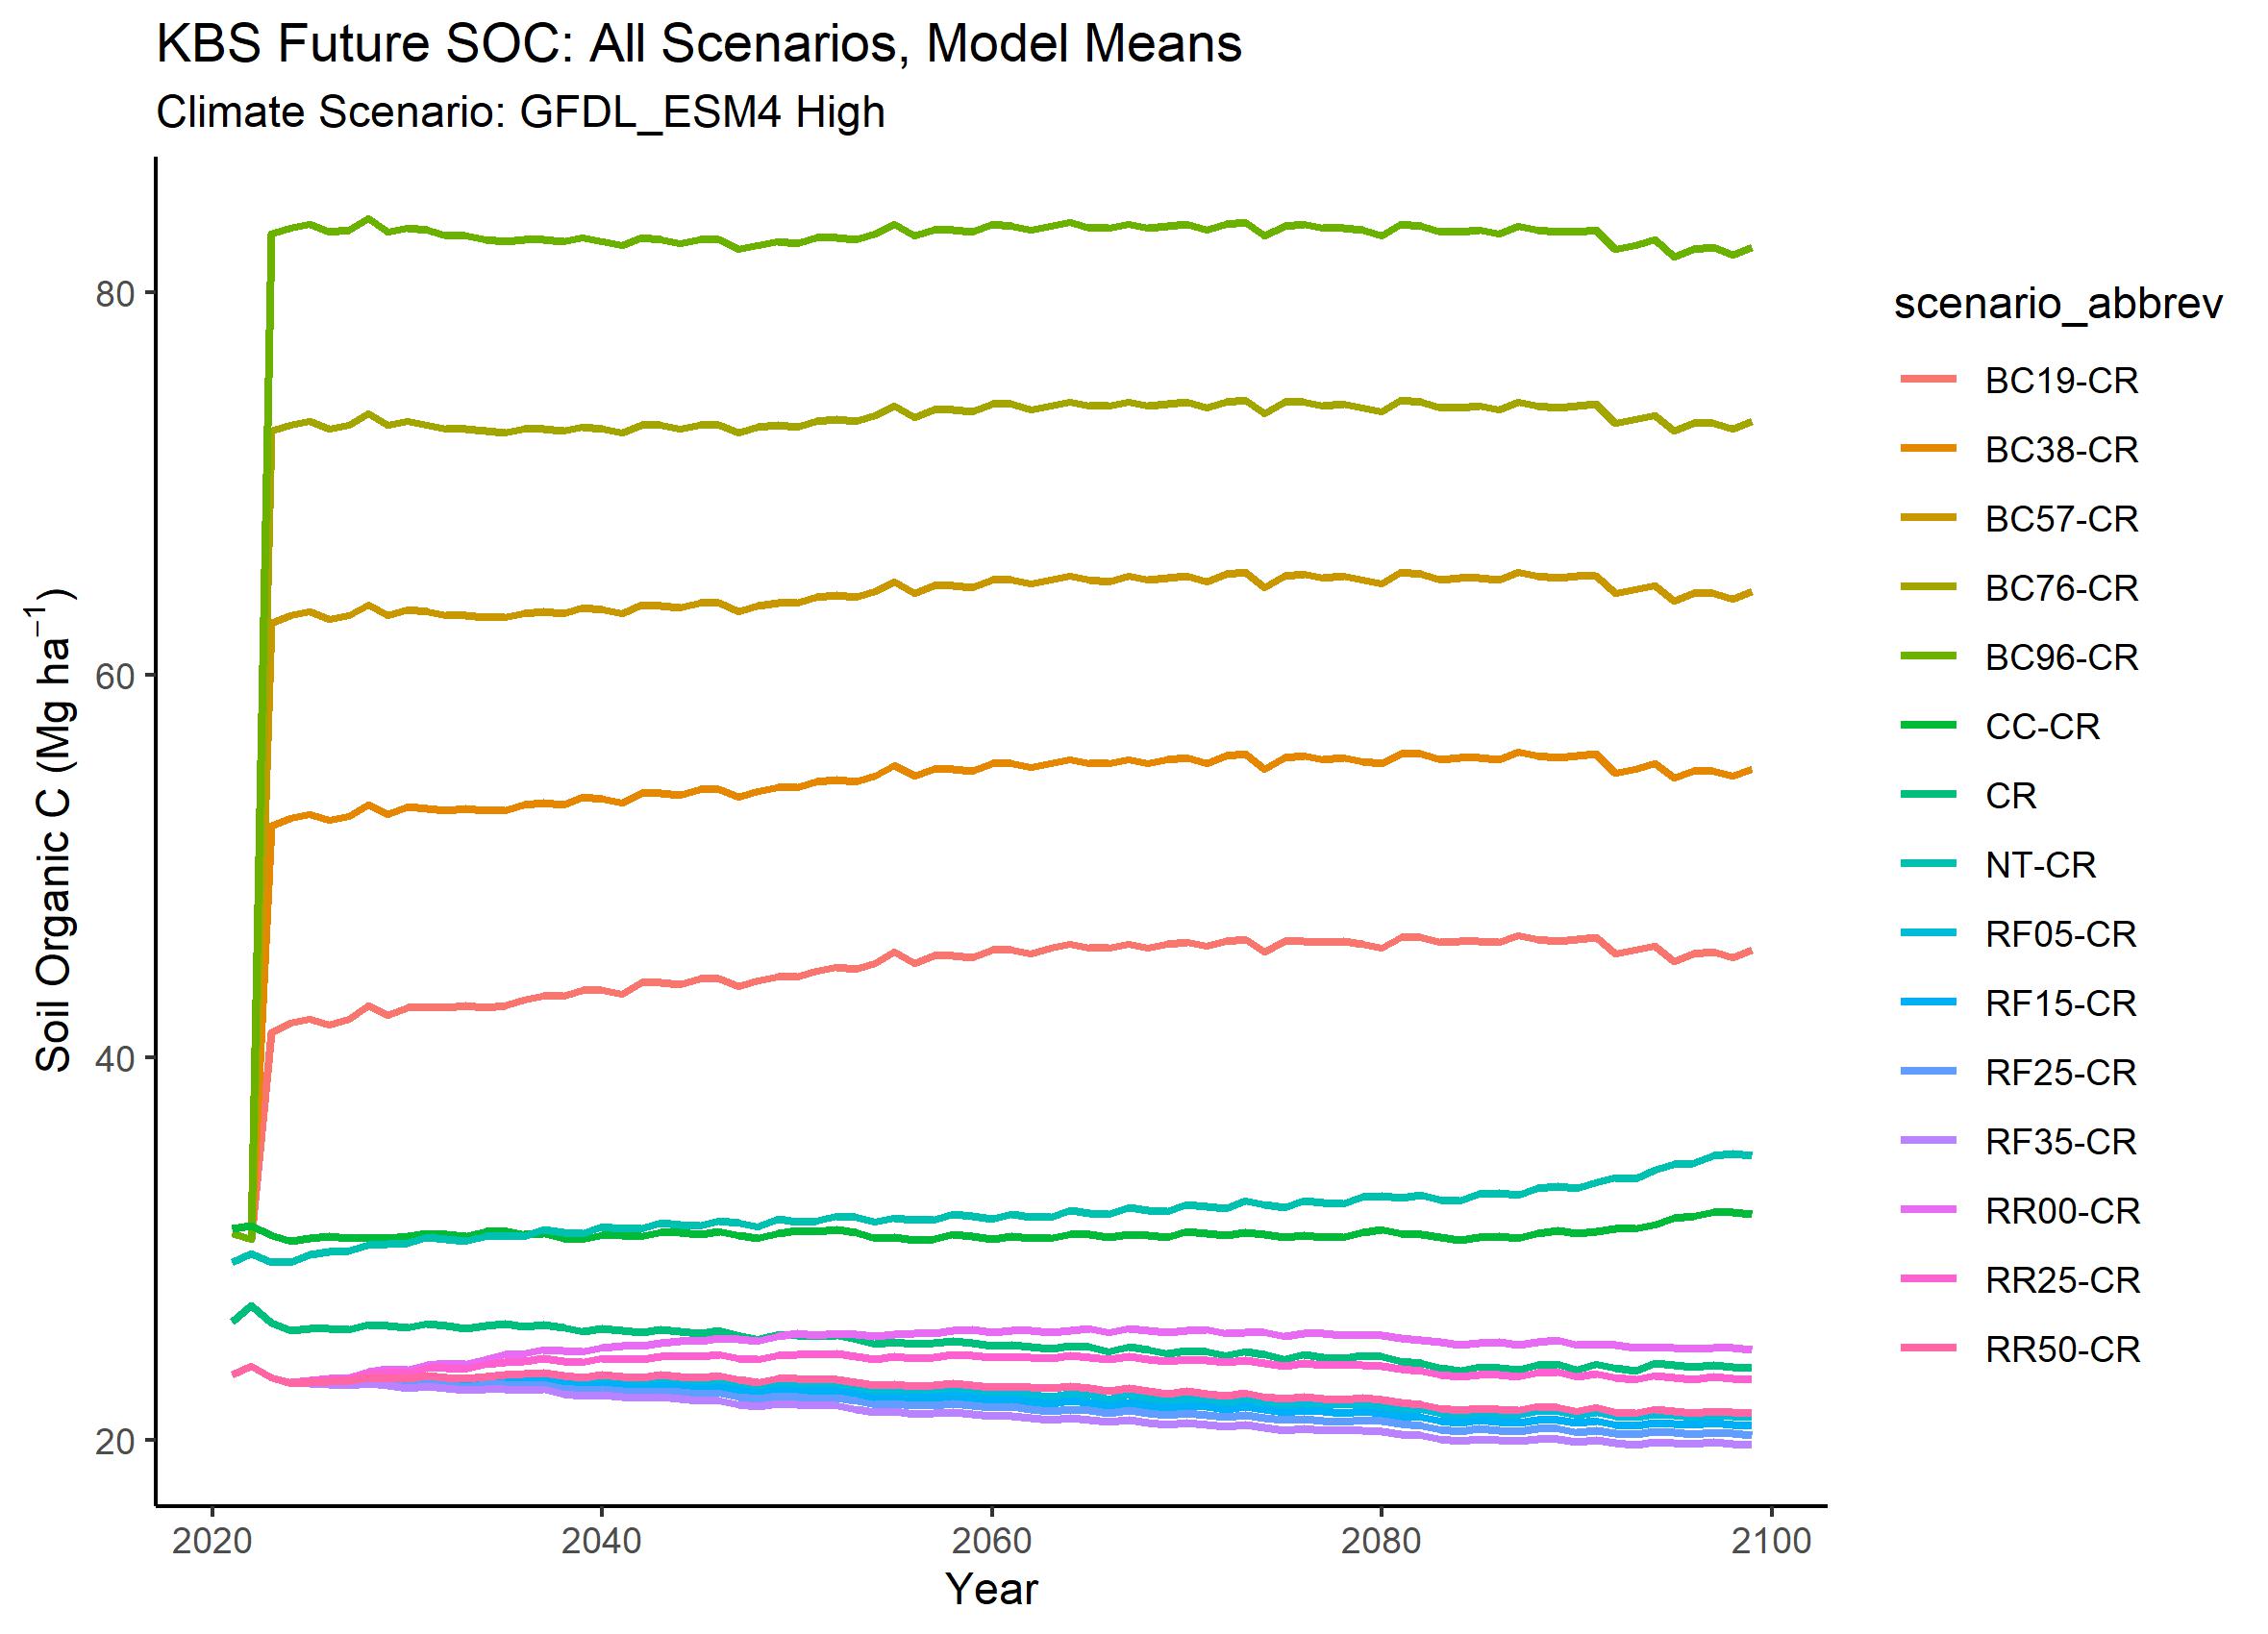 KBS Future SOC: All Scenarios, Model Means
Climate Scenario: GFDL_ESM4 High
Soil Organic C (Mg ha⁻¹)
80
60
40
20
2020
2040
2060
2080
2100
Year
scenario_abbrev
BC19-CR
BC38-CR
BC57-CR
BC76-CR
BC96-CR
CC-CR
CR
NT-CR
RF05-CR
RF15-CR
RF25-CR
RF35-CR
RR00-CR
RR25-CR
RR50-CR